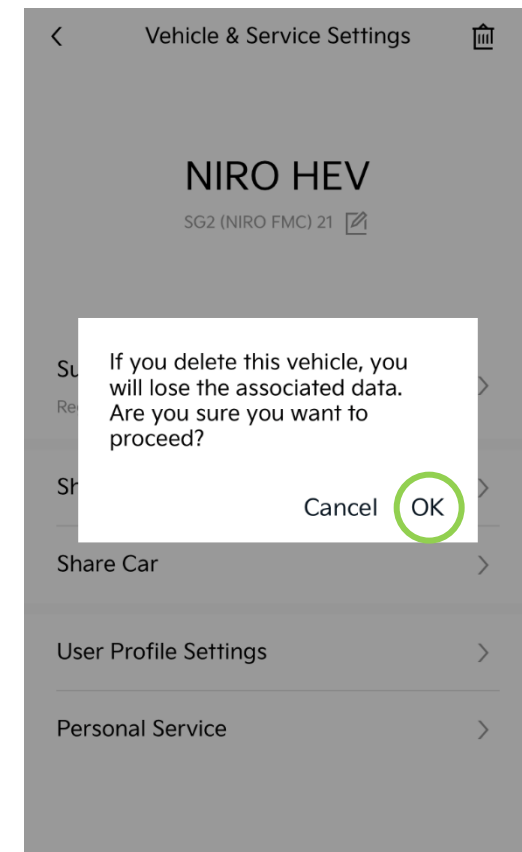 Vehicle & Service Settings
NIRO HEV
SG2 (NIRO FMC) 21
If you delete this vehicle, you
will lose the associated data.
Are you sure you want to
proceed?
Cancel OK
Share Car
User Profile Settings
Personal Service